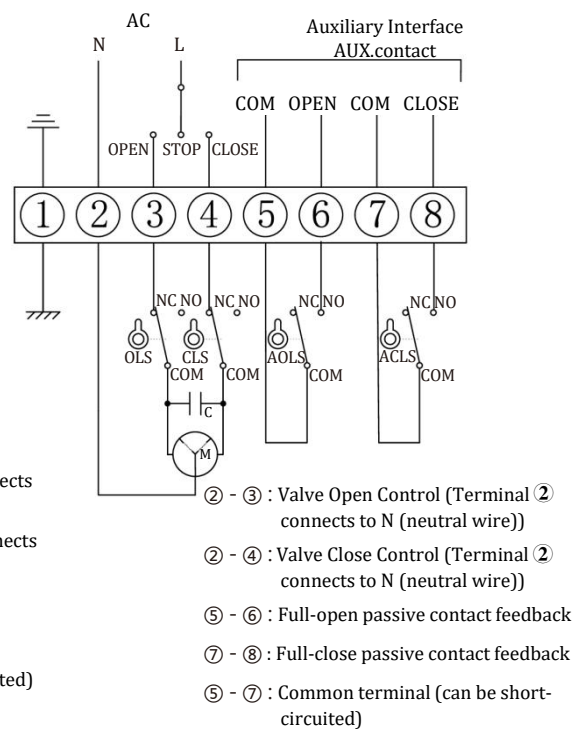 AC
Auxiliary Interface
AUX.contact
N L
COM OPEN COM CLOSE
OPEN STOP CLOSE
① ② ③ ④ ⑤ ⑥ ⑦ ⑧
NC NO NC NO NC NO NC NO
OLS CLS AOLS ACLS
COM COM COM COM
C
M
② - ③ : Valve Open Control (Terminal ②
connects to N (neutral wire))
② - ④ : Valve Close Control (Terminal ②
connects to N (neutral wire))
⑤ - ⑥ : Full-open passive contact feedback
⑦ - ⑧ : Full-close passive contact feedback
⑤ - ⑦ : Common terminal (can be short-
circuited)